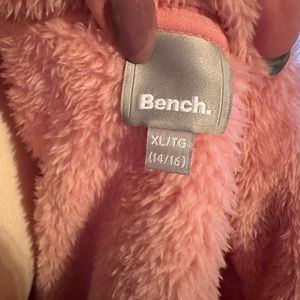 Bench.
XL/TG
(14/16)